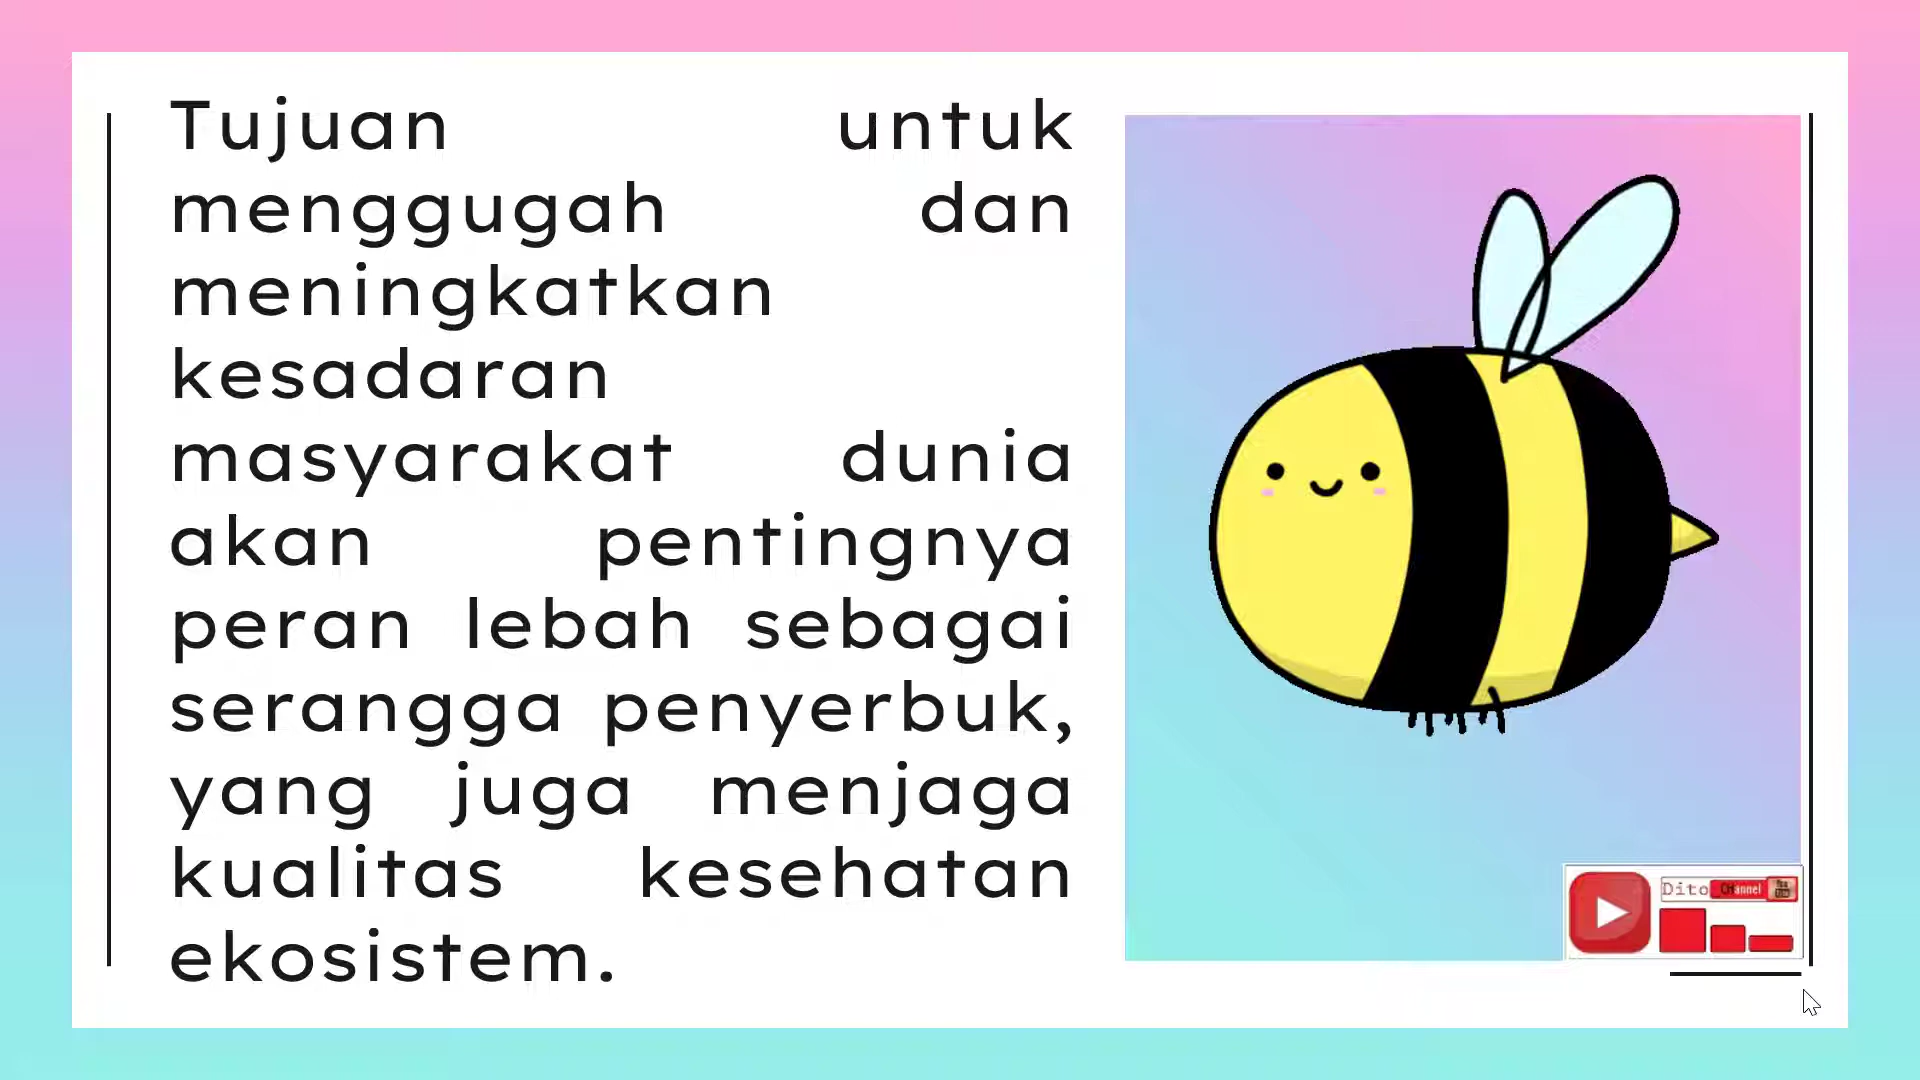 Tujuan untuk
menggugah dan
meningkatkan
kesadaran
masyarakat dunia
akan pentingnya
peran lebah sebagai
serangga penyerbuk,
yang juga menjaga
kualitas kesehatan
ekosistem.
Dito CHannel